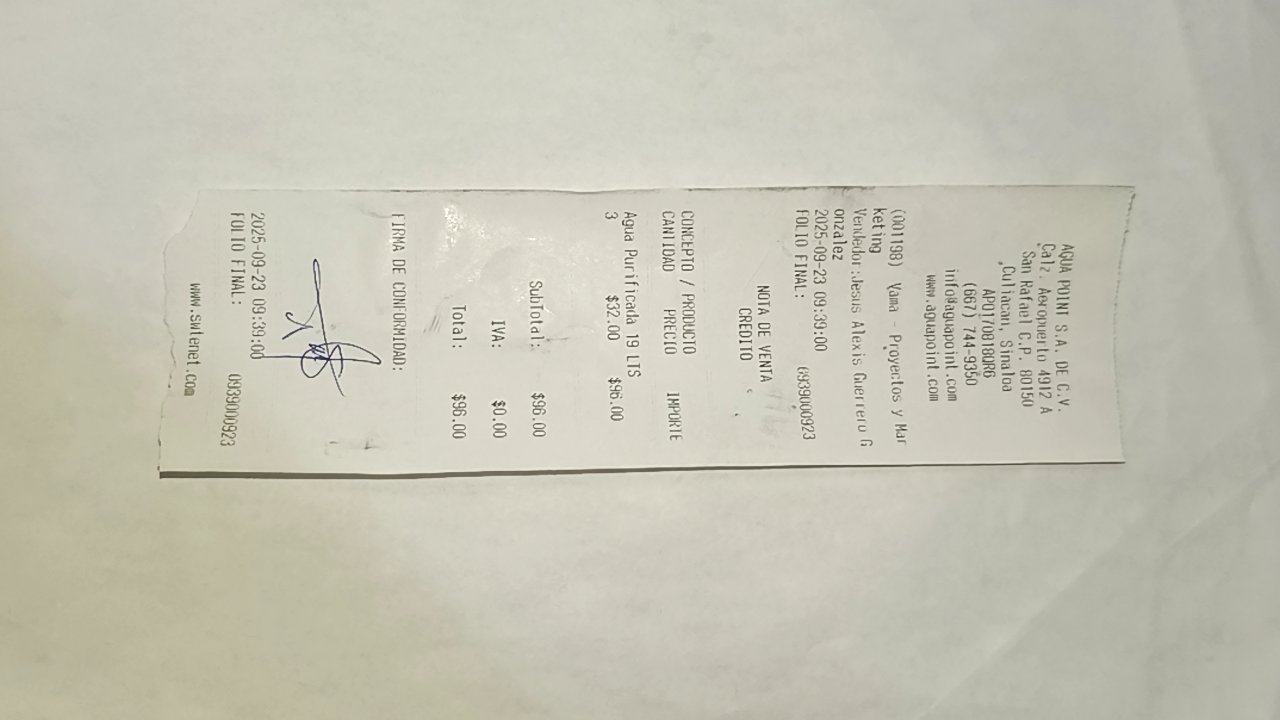 AGUA POINT S.A. DE C.V.
Calz. Aeropuerto 4912 A
San Rafael C.P. 80150
,Culiacan, Sinaloa
APO170818QR6
(667) 744-9350
info@aguapoint.com
www.aguapoint.com
(001198) Vama - Proyectos y Mar
keting
Vendedor:Jesus Alexis Guerrero G
onzalez
2025-09-23 09:39:00
FOLIO FINAL: 0939000923
NOTA DE VENTA
CREDITO
CONCEPTO / PRODUCTO
CANTIDAD PRECIO IMPORTE
Agua Purificada 19 LTS
3 $32.00 $96.00
SubTotal: $96.00
IVA: $0.00
Total: $96.00
FIRMA DE CONFORMIDAD:
2025-09-23 09:39:00
FOLIO FINAL: 0939000923
www.swlenet.com